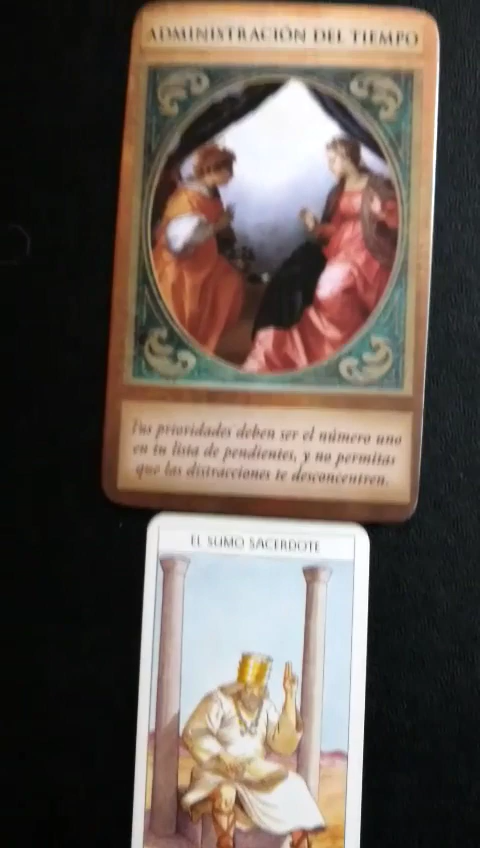 ADMINISTRACIÓN DEL TIEMPO
Tus prioridades deben ser el número uno
en tu lista de pendientes, y no permitas
que las distracciones te desconcentren.
EL SUMO SACERDOTE